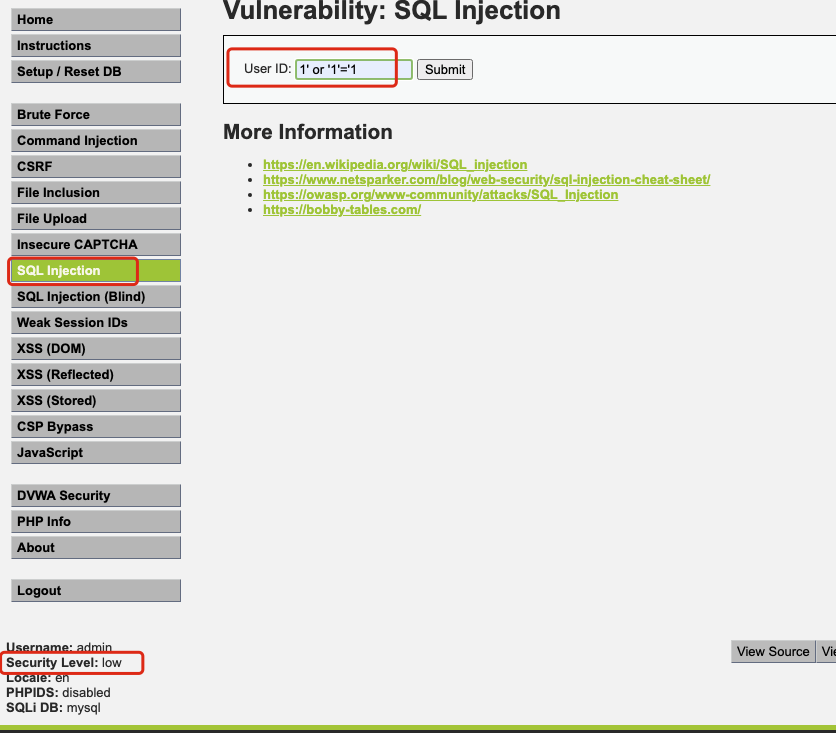 Home
Instructions
Setup / Reset DB
Brute Force
Command Injection
CSRF
File Inclusion
File Upload
Insecure CAPTCHA
SQL Injection
SQL Injection (Blind)
Weak Session IDs
XSS (DOM)
XSS (Reflected)
XSS (Stored)
CSP Bypass
JavaScript
DVWA Security
PHP Info
About
Logout
Vulnerability: SQL Injection
User ID: 1' or '1'='1 Submit
More Information
https://en.wikipedia.org/wiki/SQL_injection
https://www.netsparker.com/blog/web-security/sql-injection-cheat-sheet/
https://owasp.org/www-community/attacks/SQL_Injection
https://bobby-tables.com/
Username: admin
Security Level: low
Locale: en
PHPIDS: disabled
SQLi DB: mysql
View Source